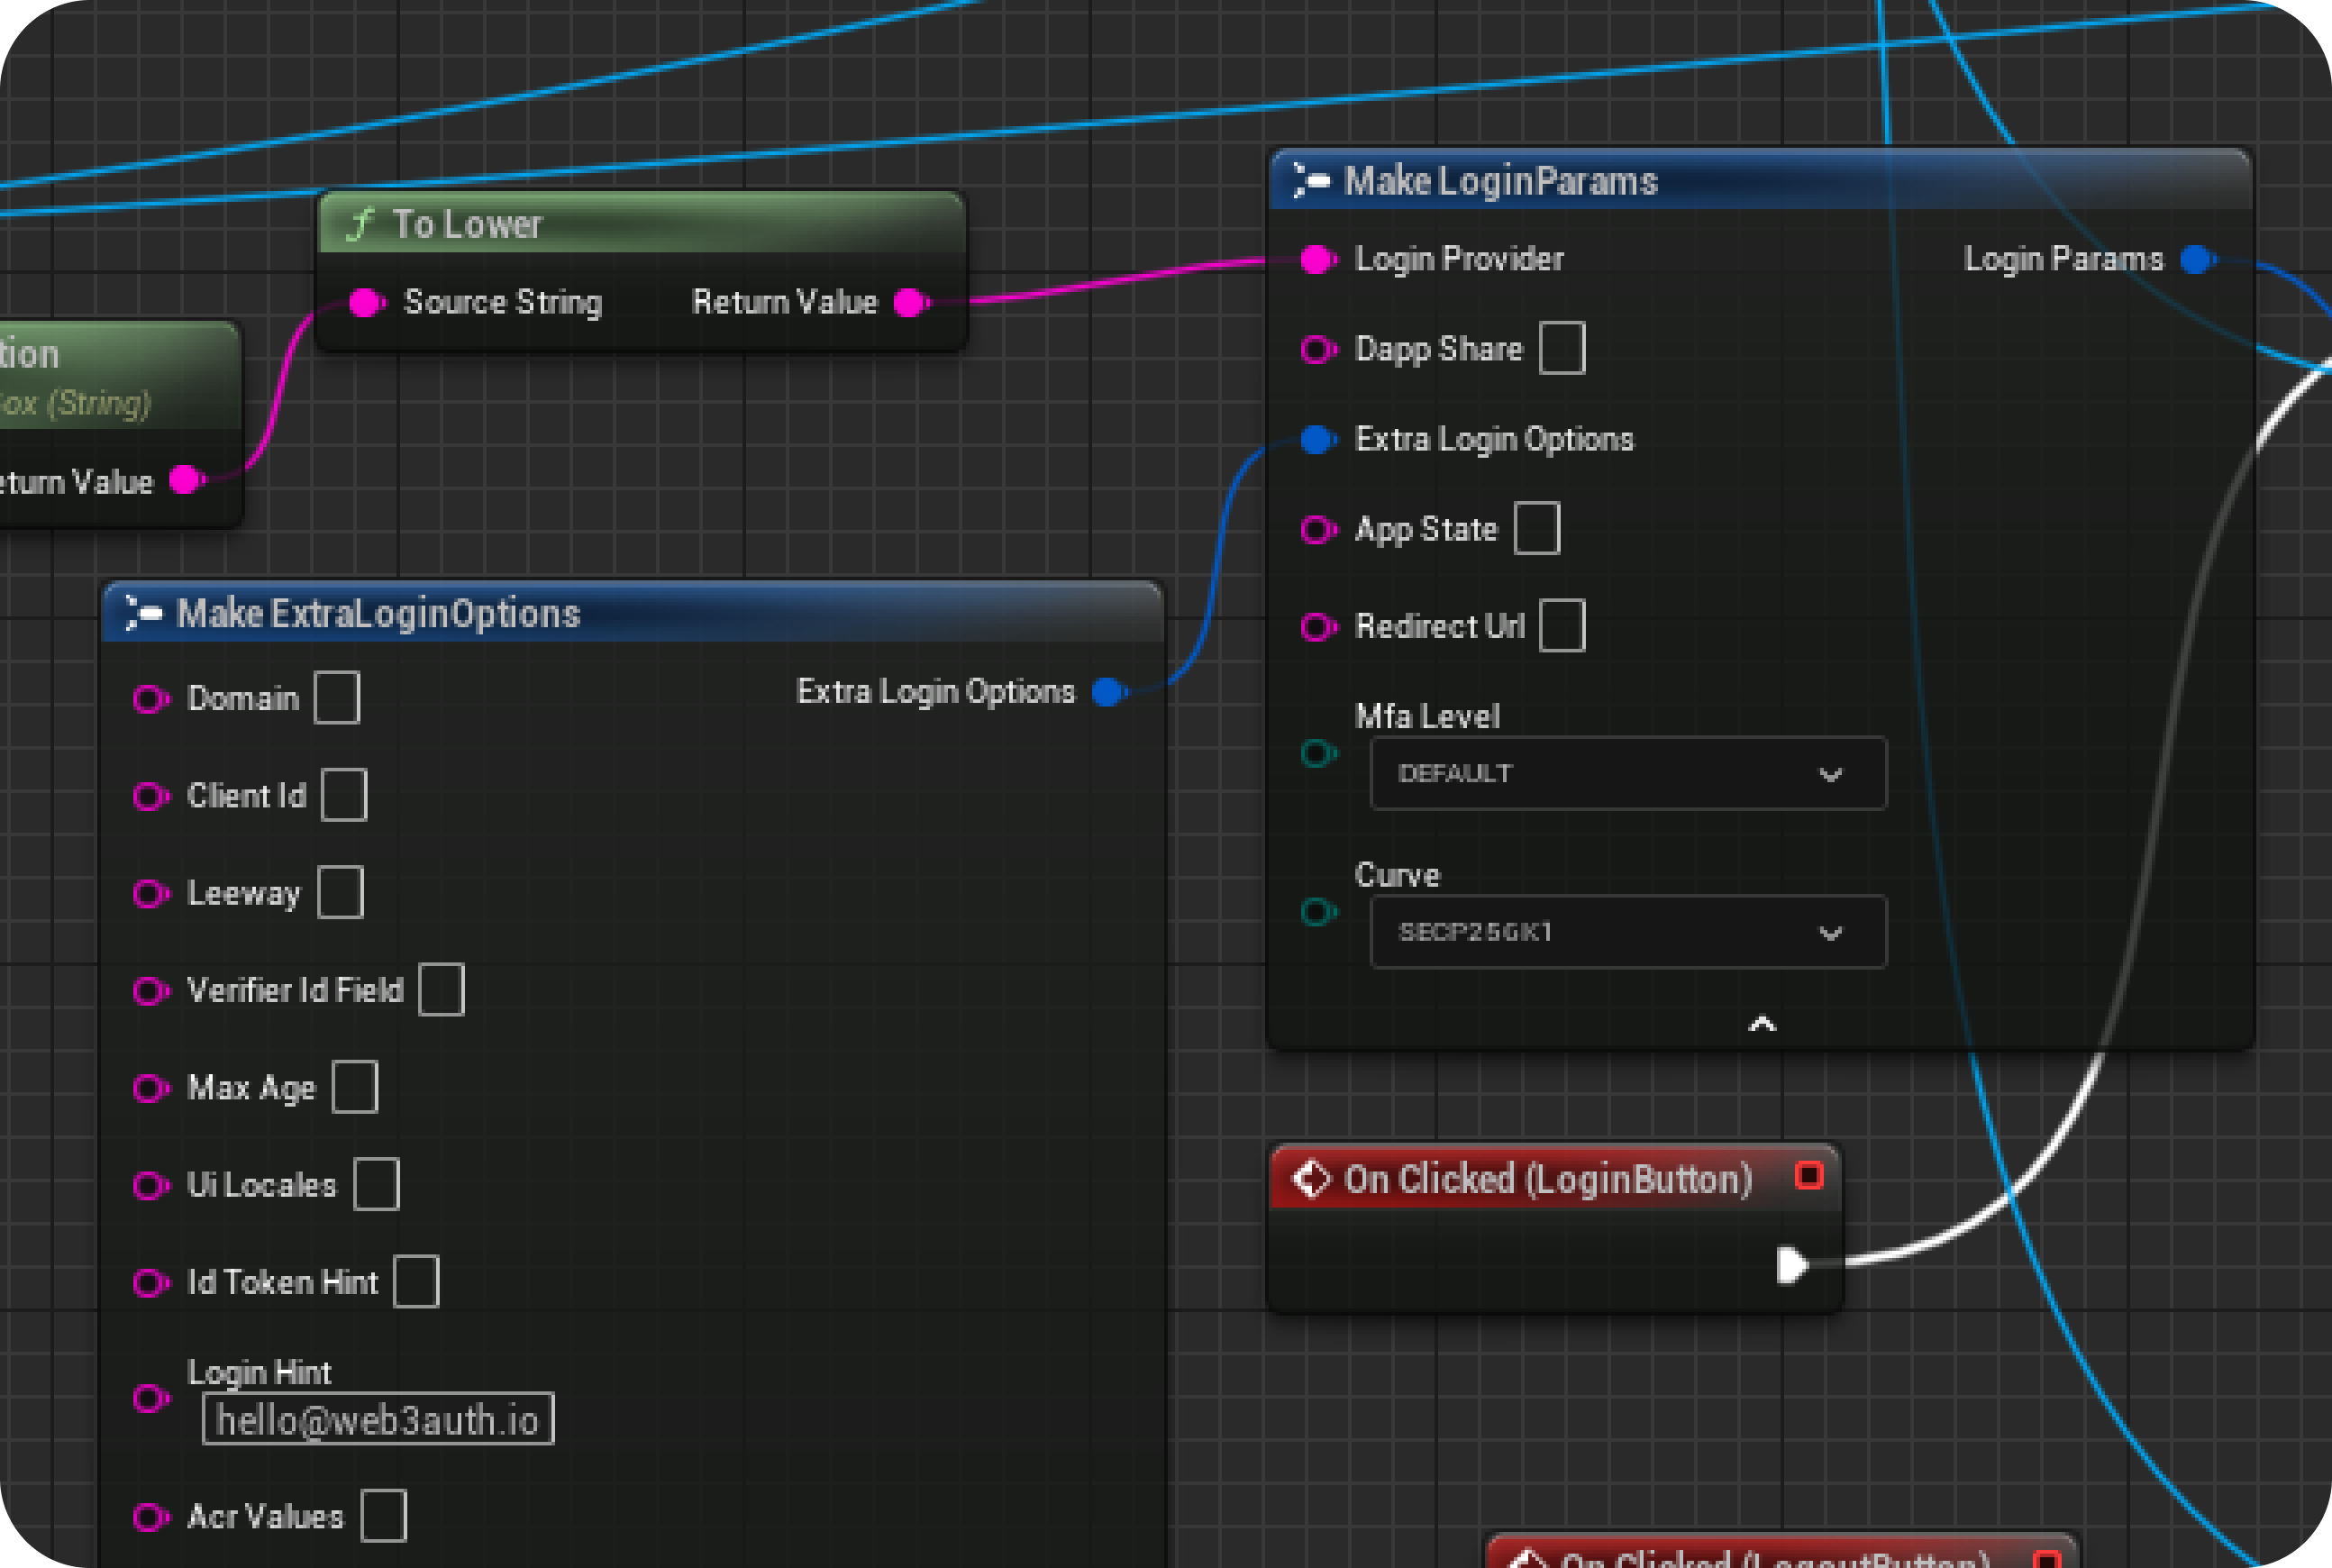 To Lower
Source String
Return Value
tion
ox (String)
eturn Value
Make ExtraLoginOptions
Domain
Extra Login Options
Client Id
Leeway
Verifier Id Field
Max Age
Ui Locales
Id Token Hint
Login Hint
hello@web3auth.io
Acr Values
Make LoginParams
Login Provider
Login Params
Dapp Share
Extra Login Options
App State
Redirect Url
Mfa Level
DEFAULT
Curve
SECP256K1
On Clicked (LoginButton)
On Clicked (LogoutButton)